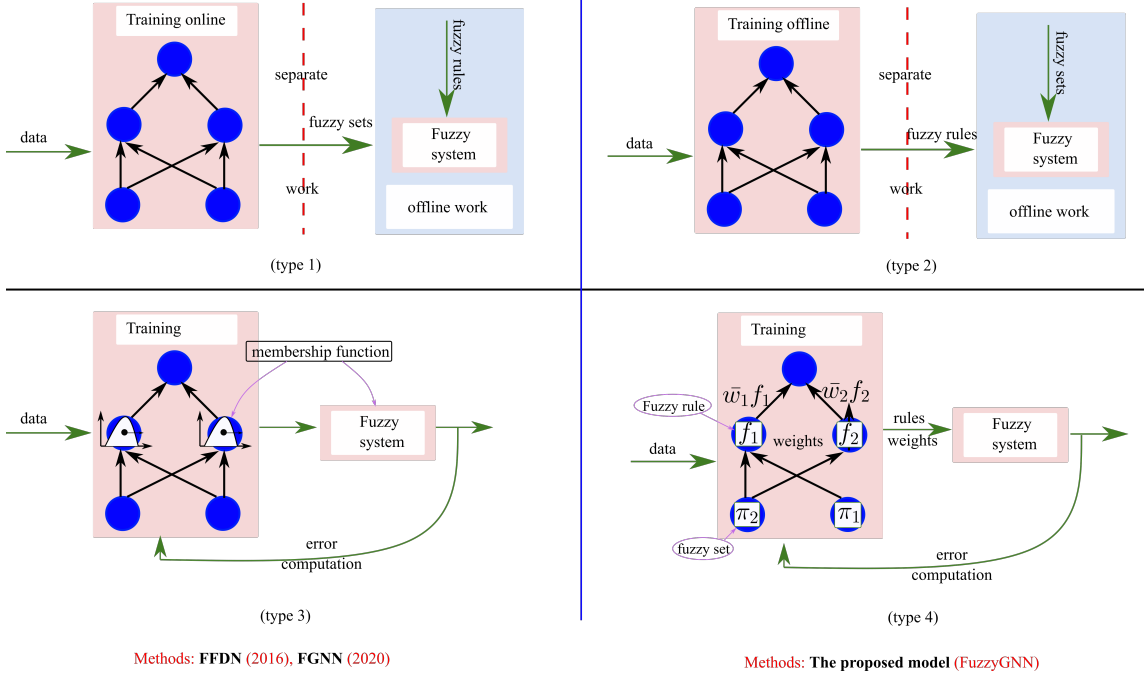 Training online
data
separate
work
fuzzy sets
fuzzy rules
Fuzzy
system
offline work
(type 1)
Training offline
data
separate
work
fuzzy rules
fuzzy sets
Fuzzy
system
offline work
(type 2)
Training
membership function
data
Fuzzy
system
error
computation
(type 3)
Methods: FFDN (2016), FGNN (2020)
Training
w̄₁f₁
w̄₂f₂
Fuzzy rule
f₁
weights
f₂
rules
weights
Fuzzy
system
data
π₂
π₁
fuzzy set
error
computation
(type 4)
Methods: The proposed model (FuzzyGNN)